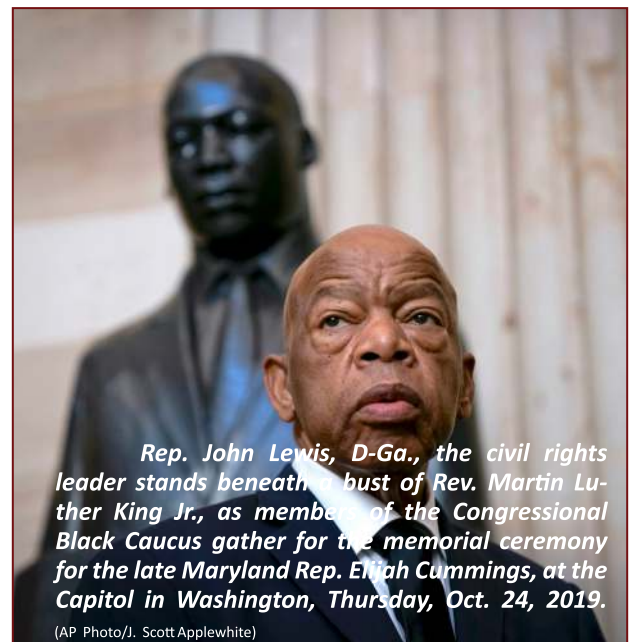 Rep. John Lewis, D-Ga., the civil rights
leader stands beneath a bust of Rev. Martin Lu-
ther King Jr., as members of the Congressional
Black Caucus gather for the memorial ceremony
for the late Maryland Rep. Elijah Cummings, at the
Capitol in Washington, Thursday, Oct. 24, 2019.
(AP Photo/J. Scott Applewhite)